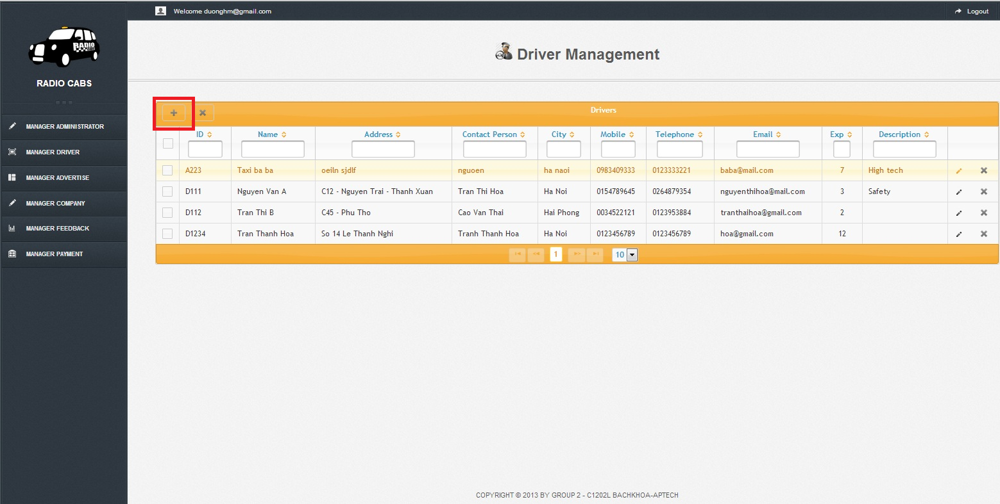 Welcome duonghm@gmail.com
Logout
RADIO
RADIO CABS
Driver Management
MANAGER ADMINISTRATOR
MANAGER DRIVER
MANAGER ADVERTISE
MANAGER COMPANY
MANAGER FEEDBACK
MANAGER PAYMENT
Drivers
ID Name Address Contact Person City Mobile Telephone Email Exp Description
A223 Taxi ba ba oeiln sjdlf nguoen ha naoi 0983409333 0123333221 baba@mail.com 7 High tech
D111 Nguyen Van A C12 - Nguyen Trai - Thanh Xuan Tran Thi Hoa Ha Noi 0154789645 0264879354 nguyenthihoa@mail.com 3 Safety
D112 Tran Thi B C45 - Phu Tho Cao Van Thai Hai Phong 0034522121 0123953884 tranthaihoa@gmail.com 2
D1234 Tran Thanh Hoa So 14 Le Thanh Nghi Tranh Thanh Hoa Ha Noi 0123456789 0123456789 hoa@gmail.com 12
1 10
COPYRIGHT © 2013 BY GROUP 2 - C1202L BACHKHOA-APTECH